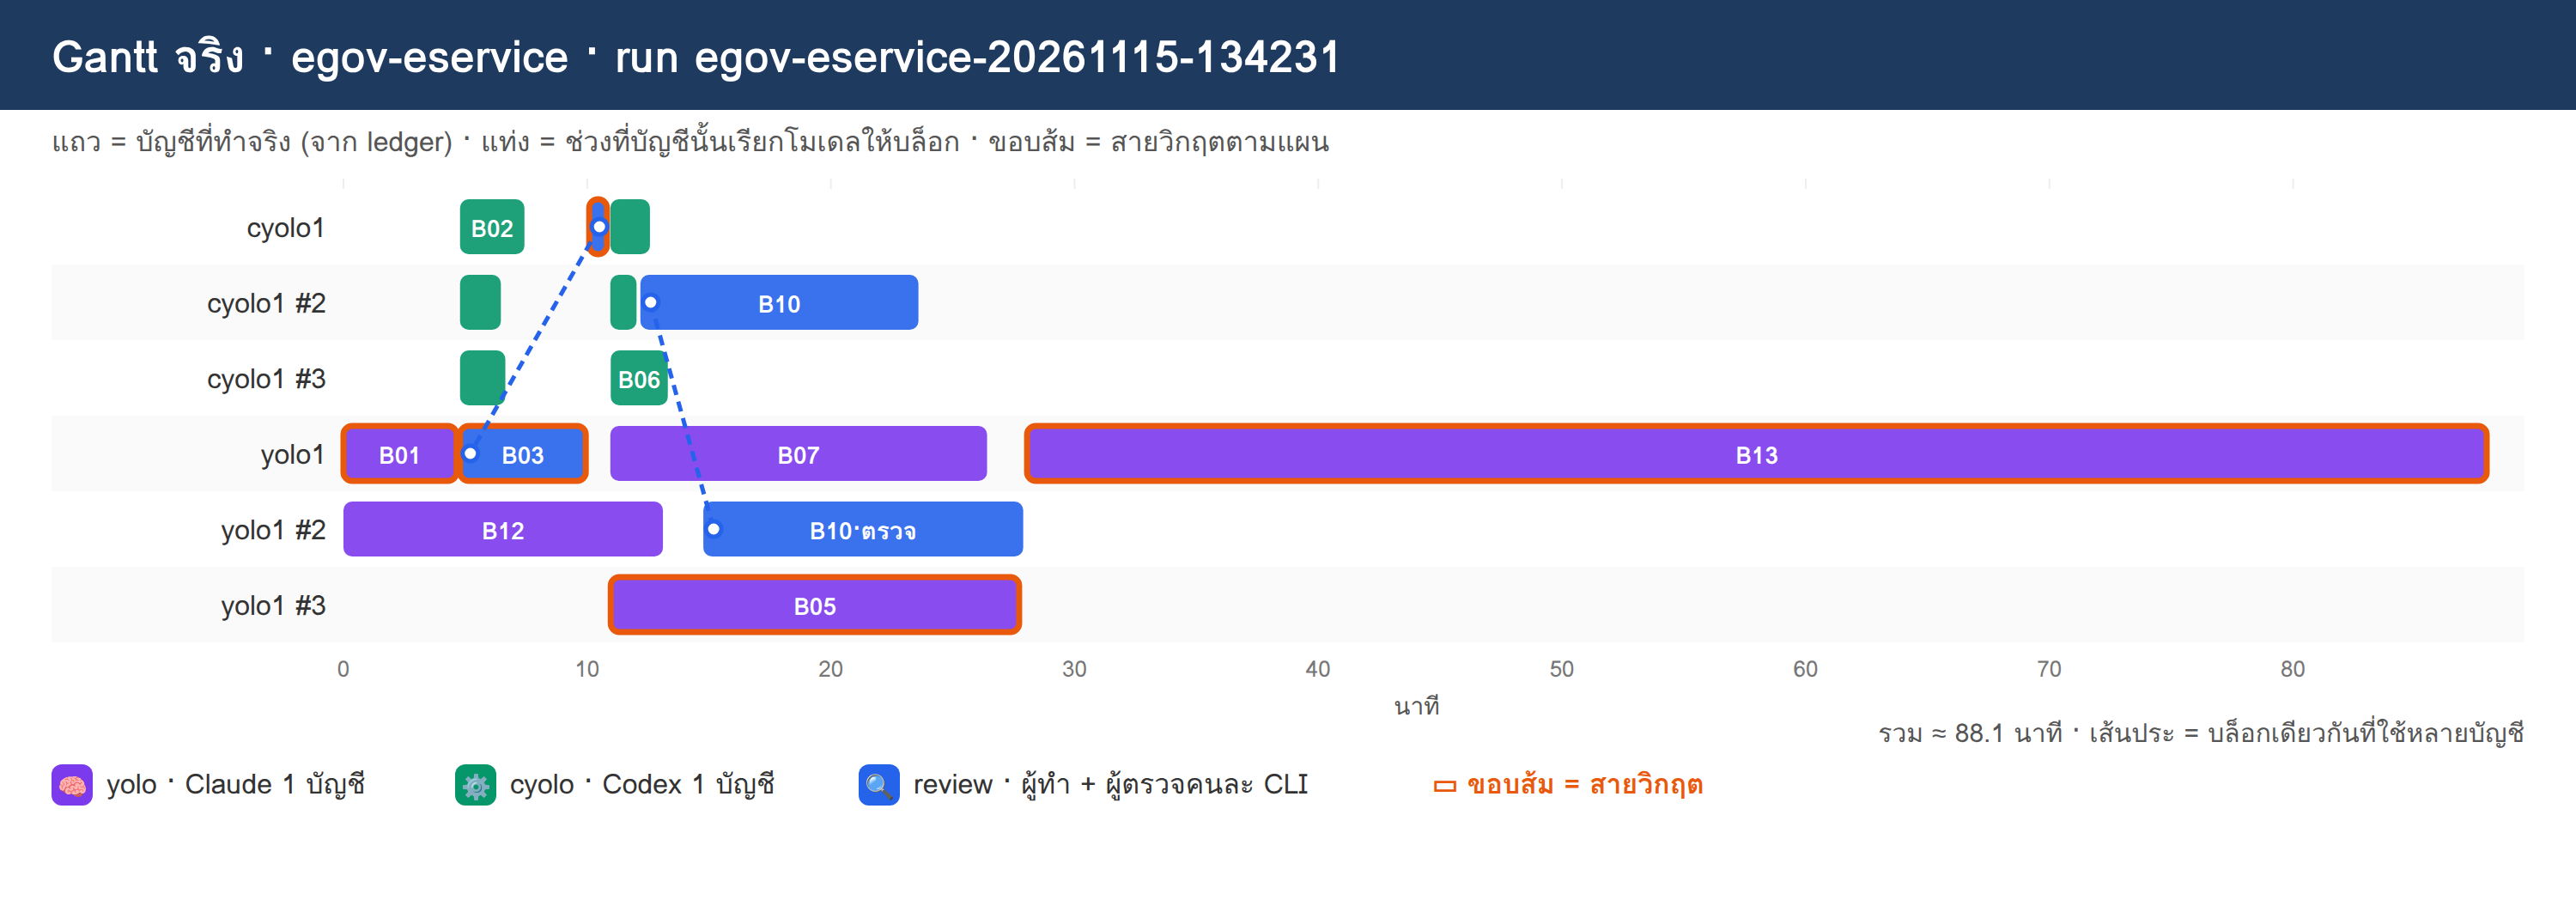 Gantt จริง · egov-eservice · run egov-eservice-20261115-134231
แถว = บัญชีที่ทำจริง (จาก ledger) · แท่ง = ช่วงที่บัญชีนั้นเรียกโมเดลให้บล็อก · ขอบส้ม = สายวิกฤตตามแผน
cyolo1 B02
cyolo1 #2 B10
cyolo1 #3 B06
yolo1 B01 B03 B07 B13
yolo1 #2 B12 B10·ตรวจ
yolo1 #3 B05
0 10 20 30 40 50 60 70 80
นาที
รวม ≈ 88.1 นาที · เส้นประ = บล็อกเดียวกันที่ใช้หลายบัญชี
yolo · Claude 1 บัญชี cyolo · Codex 1 บัญชี review · ผู้ทำ + ผู้ตรวจคนละ CLI ▭ ขอบส้ม = สายวิกฤต